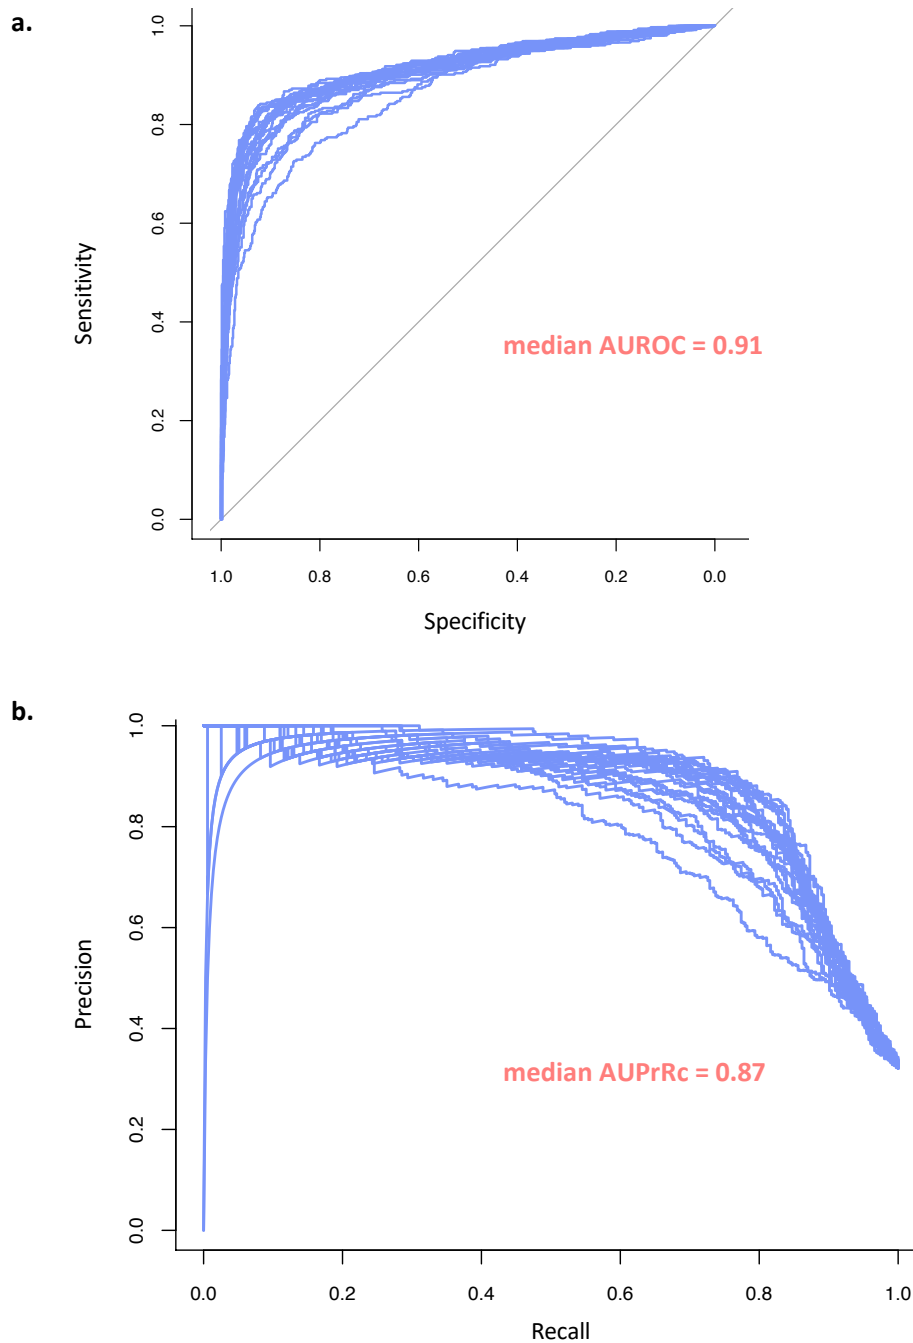 a.
1.0
0.8
0.6
0.4
0.2
0.0
Sensitivity
median AUROC = 0.91
1.0 0.8 0.6 0.4 0.2 0.0
Specificity
b.
1.0
0.8
0.6
0.4
0.2
0.0
Precision
median AUPrRc = 0.87
0.0 0.2 0.4 0.6 0.8 1.0
Recall